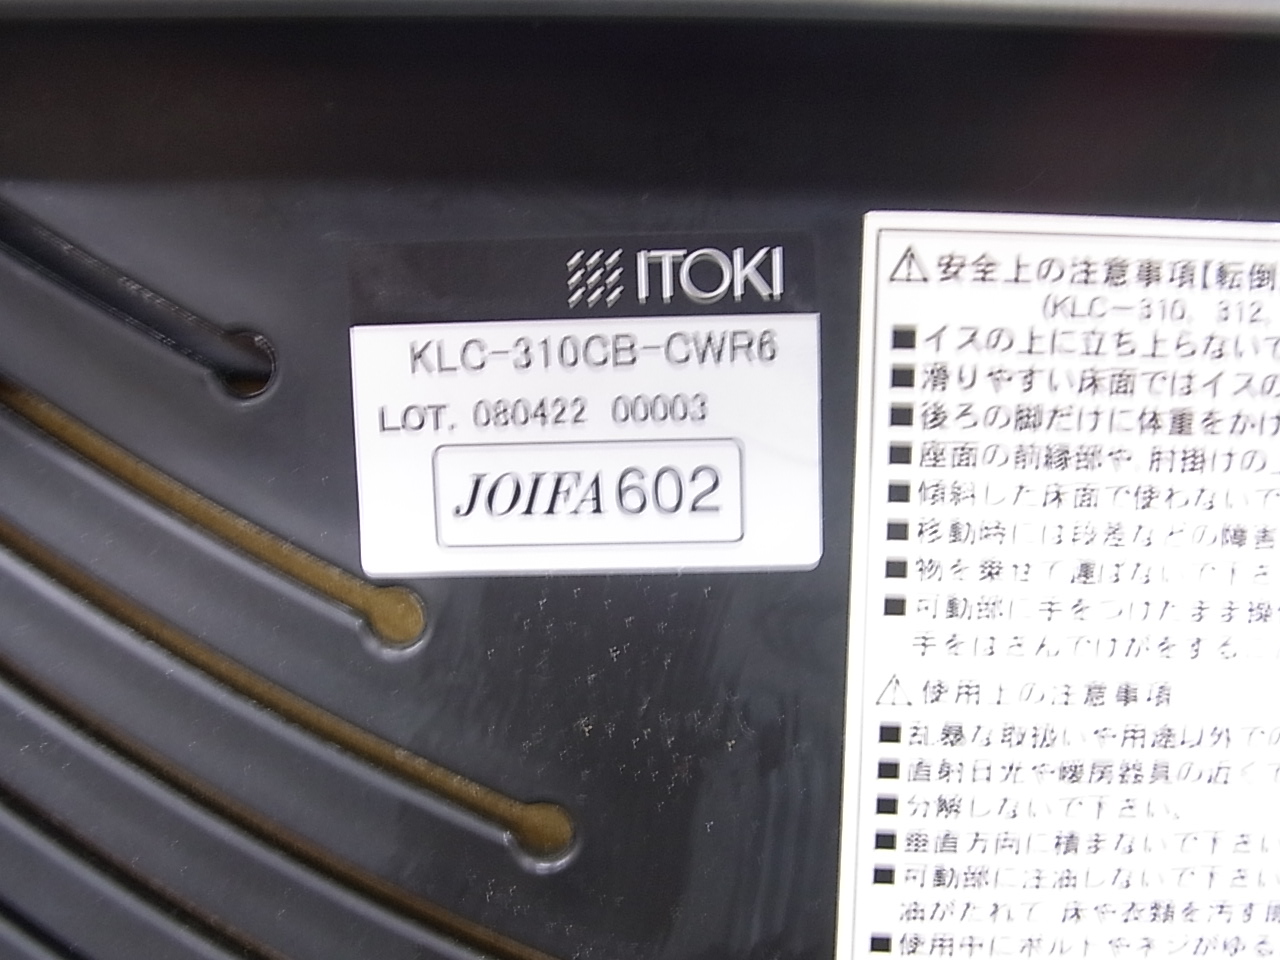 ITOKI
KLC-310CB-CWR6
LOT. 080422 00003
JOIFA602
⚠安全上の注意事項【転倒
(KLC-310, 312,
■イスの上に立ち上らないで
■滑りやすい床面ではイスの
■後ろの脚だけに体重をかけ
■座面の前縁部や,肘掛けの上
■傾斜した床面で使わないで
■移動時には段差などの障害
■物を乗せて運ばないで下さ
■可動部に手をつけたまま操
手をはさんでけがをする
⚠使用上の注意事項
■乱暴な取扱いや用途以外での
■直射日光や暖房器具の近くで
■分解しないで下さい。
■垂直方向に積まないで下さい
■可動部に注油しないで下さい
油がたれて 床や衣類を汚す
■使用中にボルトやネジがゆる